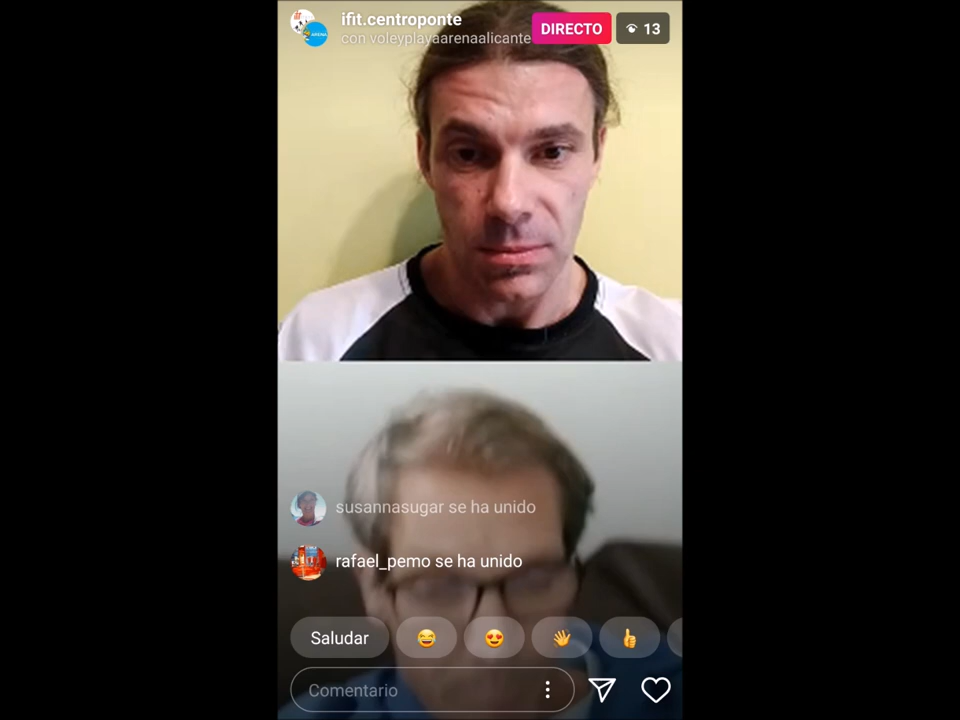 ifit.centroponte
con voleyplayaarenaalicante
DIRECTO
13
susannasugar se ha unido
rafael_pemo se ha unido
Saludar
Comentario